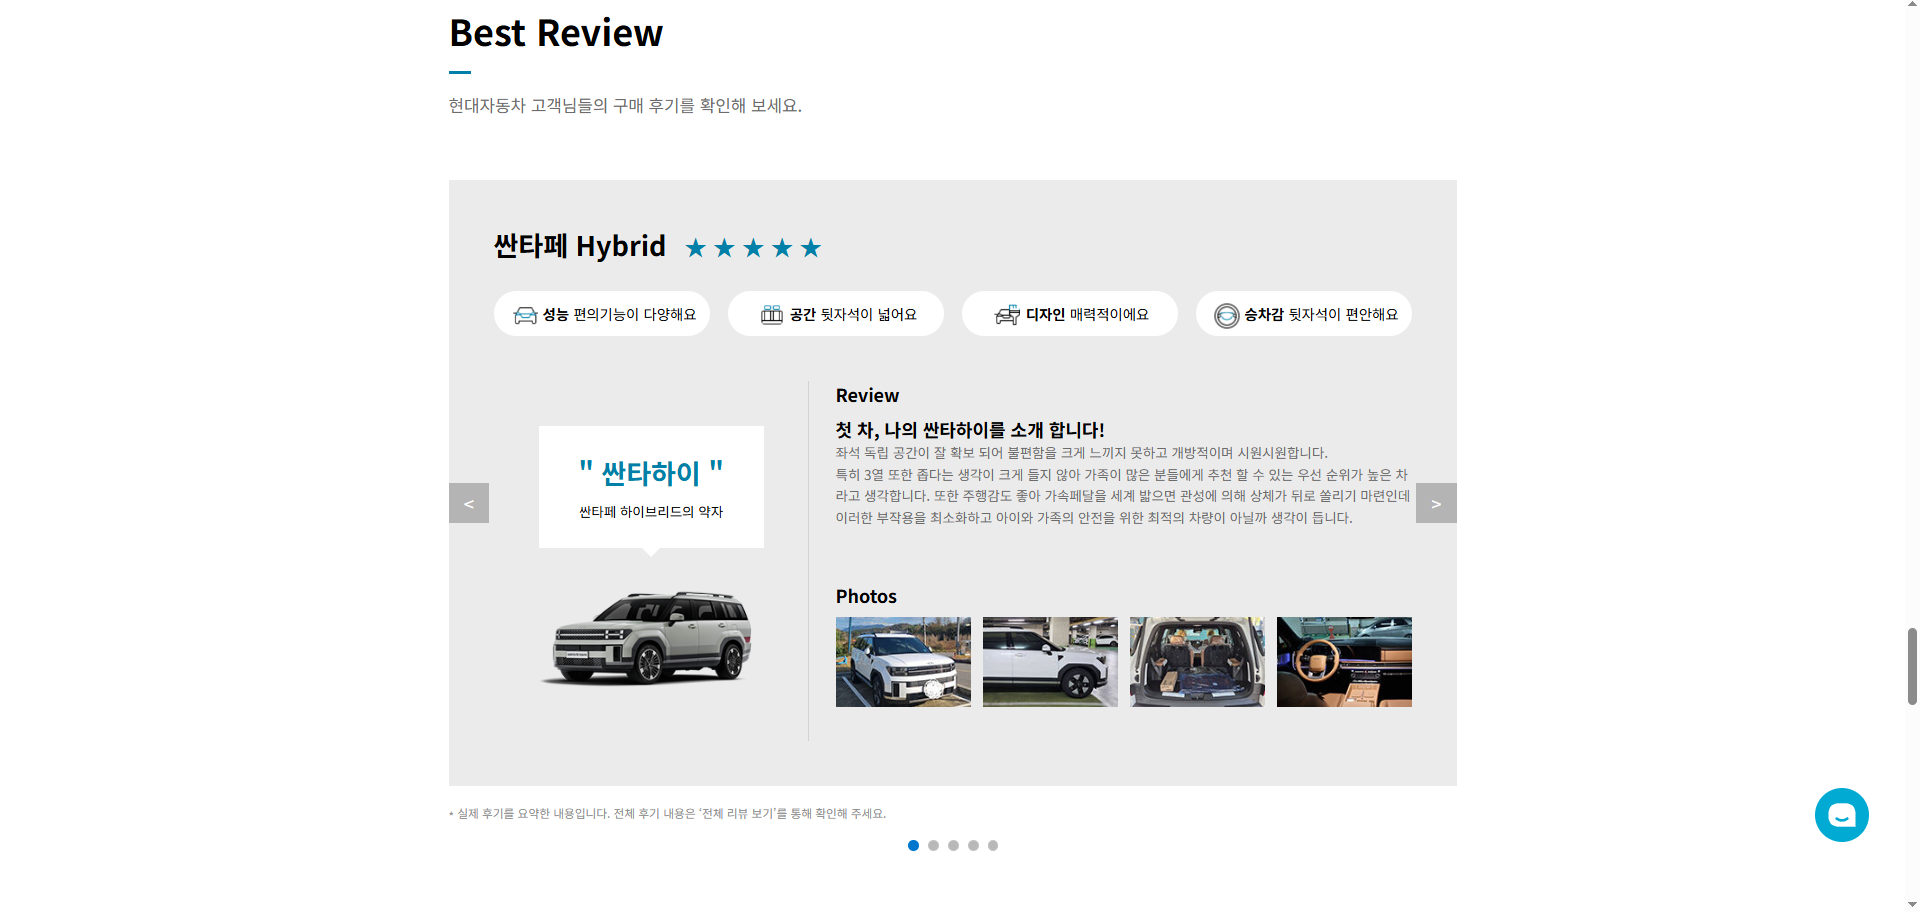 Best Review
현대자동차 고객님들의 구매 후기를 확인해 보세요.
싼타페 Hybrid ★ ★ ★ ★ ★
성능 편의기능이 다양해요
공간 뒷자석이 넓어요
디자인 매력적이에요
승차감 뒷자석이 편안해요
" 싼타하이 "
싼타페 하이브리드의 약자
<
Review
첫 차, 나의 싼타하이를 소개 합니다!
좌석 독립 공간이 잘 확보 되어 불편함을 크게 느끼지 못하고 개방적이며 시원시원합니다.
특히 3열 또한 좁다는 생각이 크게 들지 않아 가족이 많은 분들에게 추천 할 수 있는 우선 순위가 높은 차
라고 생각합니다. 또한 주행감도 좋아 가속페달을 세게 밟으면 관성에 의해 상체가 뒤로 쏠리기 마련인데
이러한 부작용을 최소화하고 아이와 가족의 안전을 위한 최적의 차량이 아닐까 생각이 듭니다.
>
Photos
* 실제 후기를 요약한 내용입니다. 전체 후기 내용은 ‘전체 리뷰 보기’를 통해 확인해 주세요.